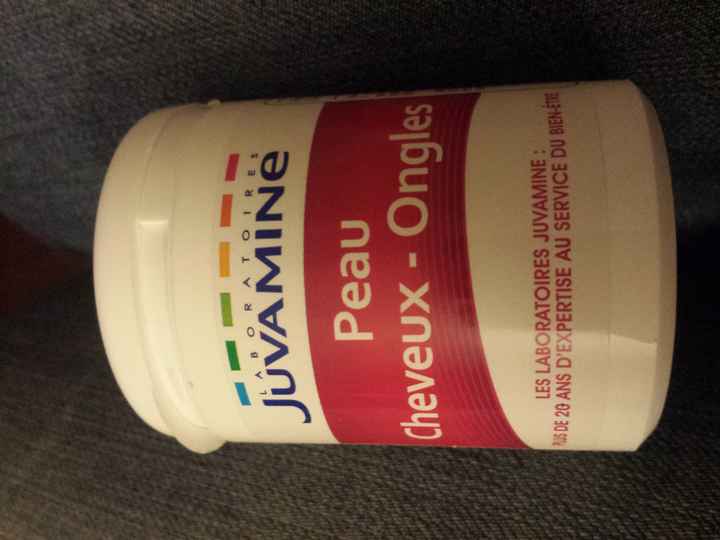 LABORATOIRES
JUVAMINE
Peau
Cheveux - Ongles
LES LABORATOIRES JUVAMINE :
PLUS DE 20 ANS D'EXPERTISE AU SERVICE DU BIEN-ÊTRE